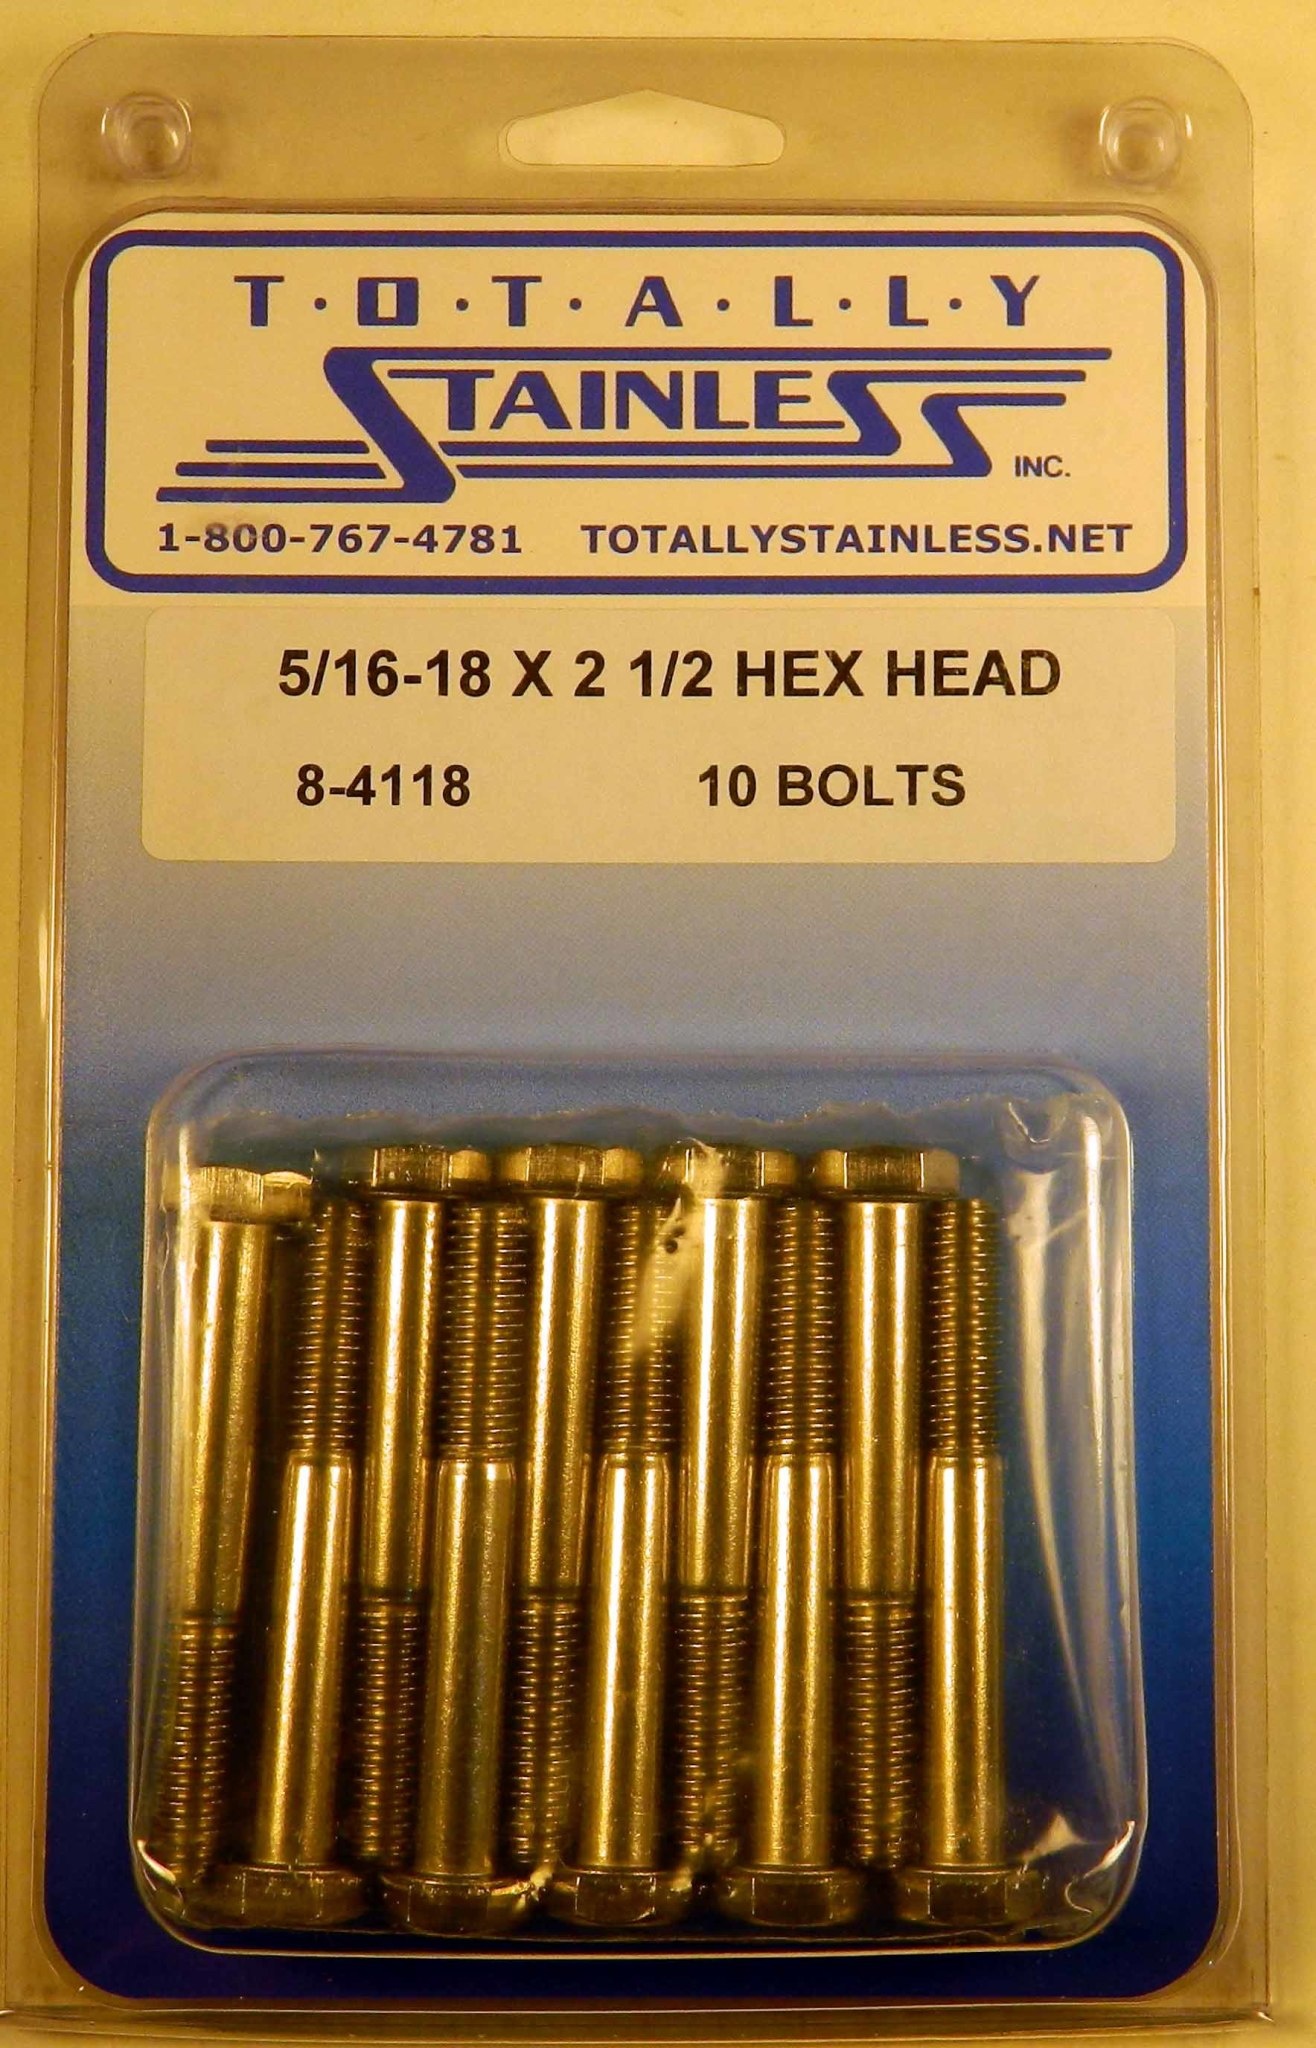 T·O·T·A·L·L·Y
STAINLESS
INC.
1-800-767-4781 TOTALLYSTAINLESS.NET
5/16-18 X 2 1/2 HEX HEAD
8-4118 10 BOLTS